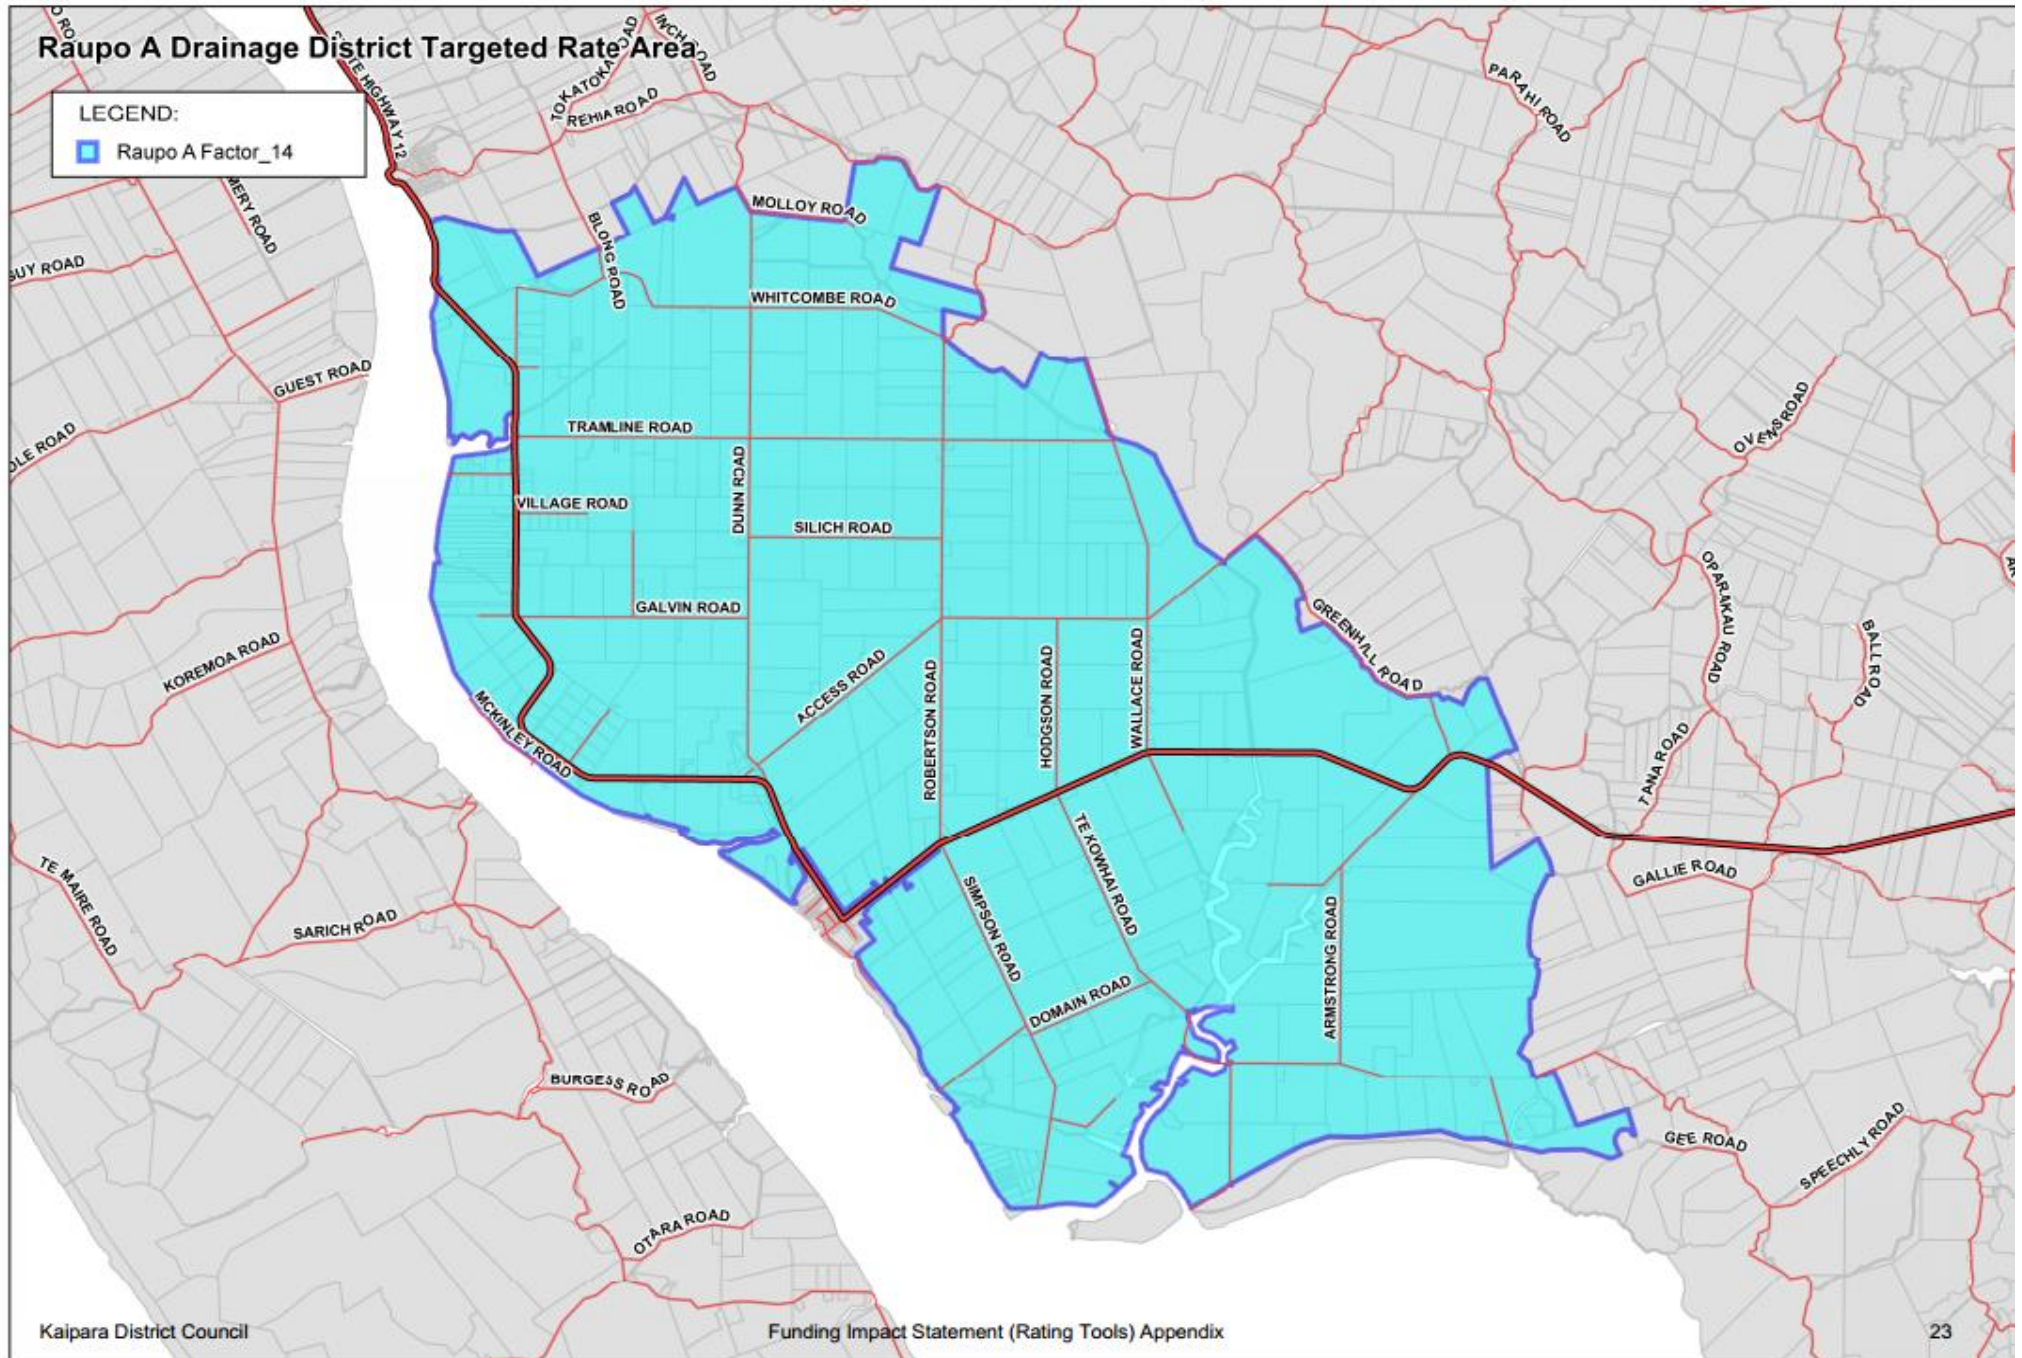 Raupo A Drainage District Targeted Rate Area
LEGEND:
Raupo A Factor_14
STATE HIGHWAY 12
TOKATOKA ROAD
REHIA ROAD
PARAHI ROAD
MOLLOY ROAD
BLONG ROAD
GUY ROAD
WHITCOMBE ROAD
GUEST ROAD
OVENS ROAD
TRAMLINE ROAD
DUNN ROAD
VILLAGE ROAD
SILICH ROAD
GALVIN ROAD
OPARAKAU ROAD
BALL ROAD
GREENHILL ROAD
KOREMOA ROAD
ACCESS ROAD
ROBERTSON ROAD
HODGSON ROAD
WALLACE ROAD
MCKINLEY ROAD
TANA ROAD
TE KOWHAI ROAD
GALLIE ROAD
TE MAIRE ROAD
SARICH ROAD
SIMPSON ROAD
ARMSTRONG ROAD
DOMAIN ROAD
BURGESS ROAD
GEE ROAD
SPEECHLY ROAD
OTARA ROAD
Kaipara District Council
Funding Impact Statement (Rating Tools) Appendix
23